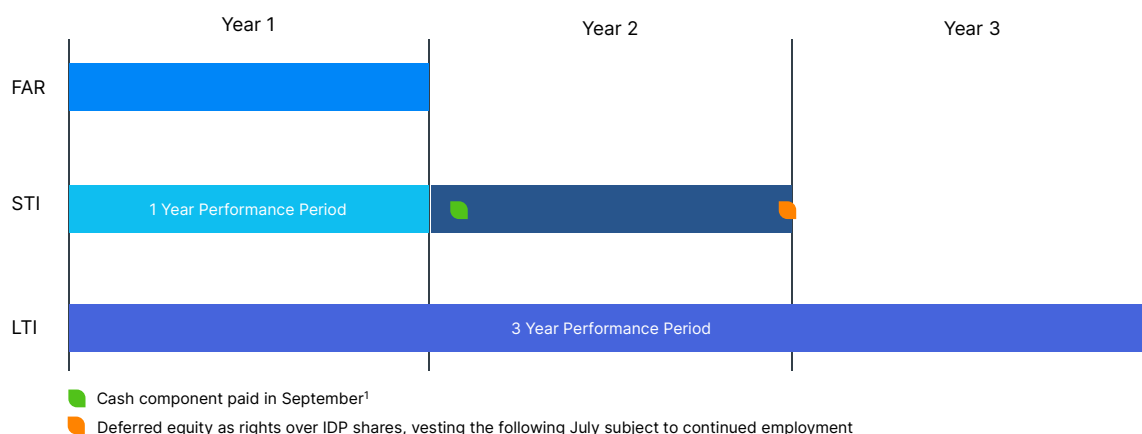 Year 1
Year 2
Year 3
FAR
STI
1 Year Performance Period
LTI
3 Year Performance Period
Cash component paid in September¹
Deferred equity as rights over IDP shares, vesting the following July subject to continued employment